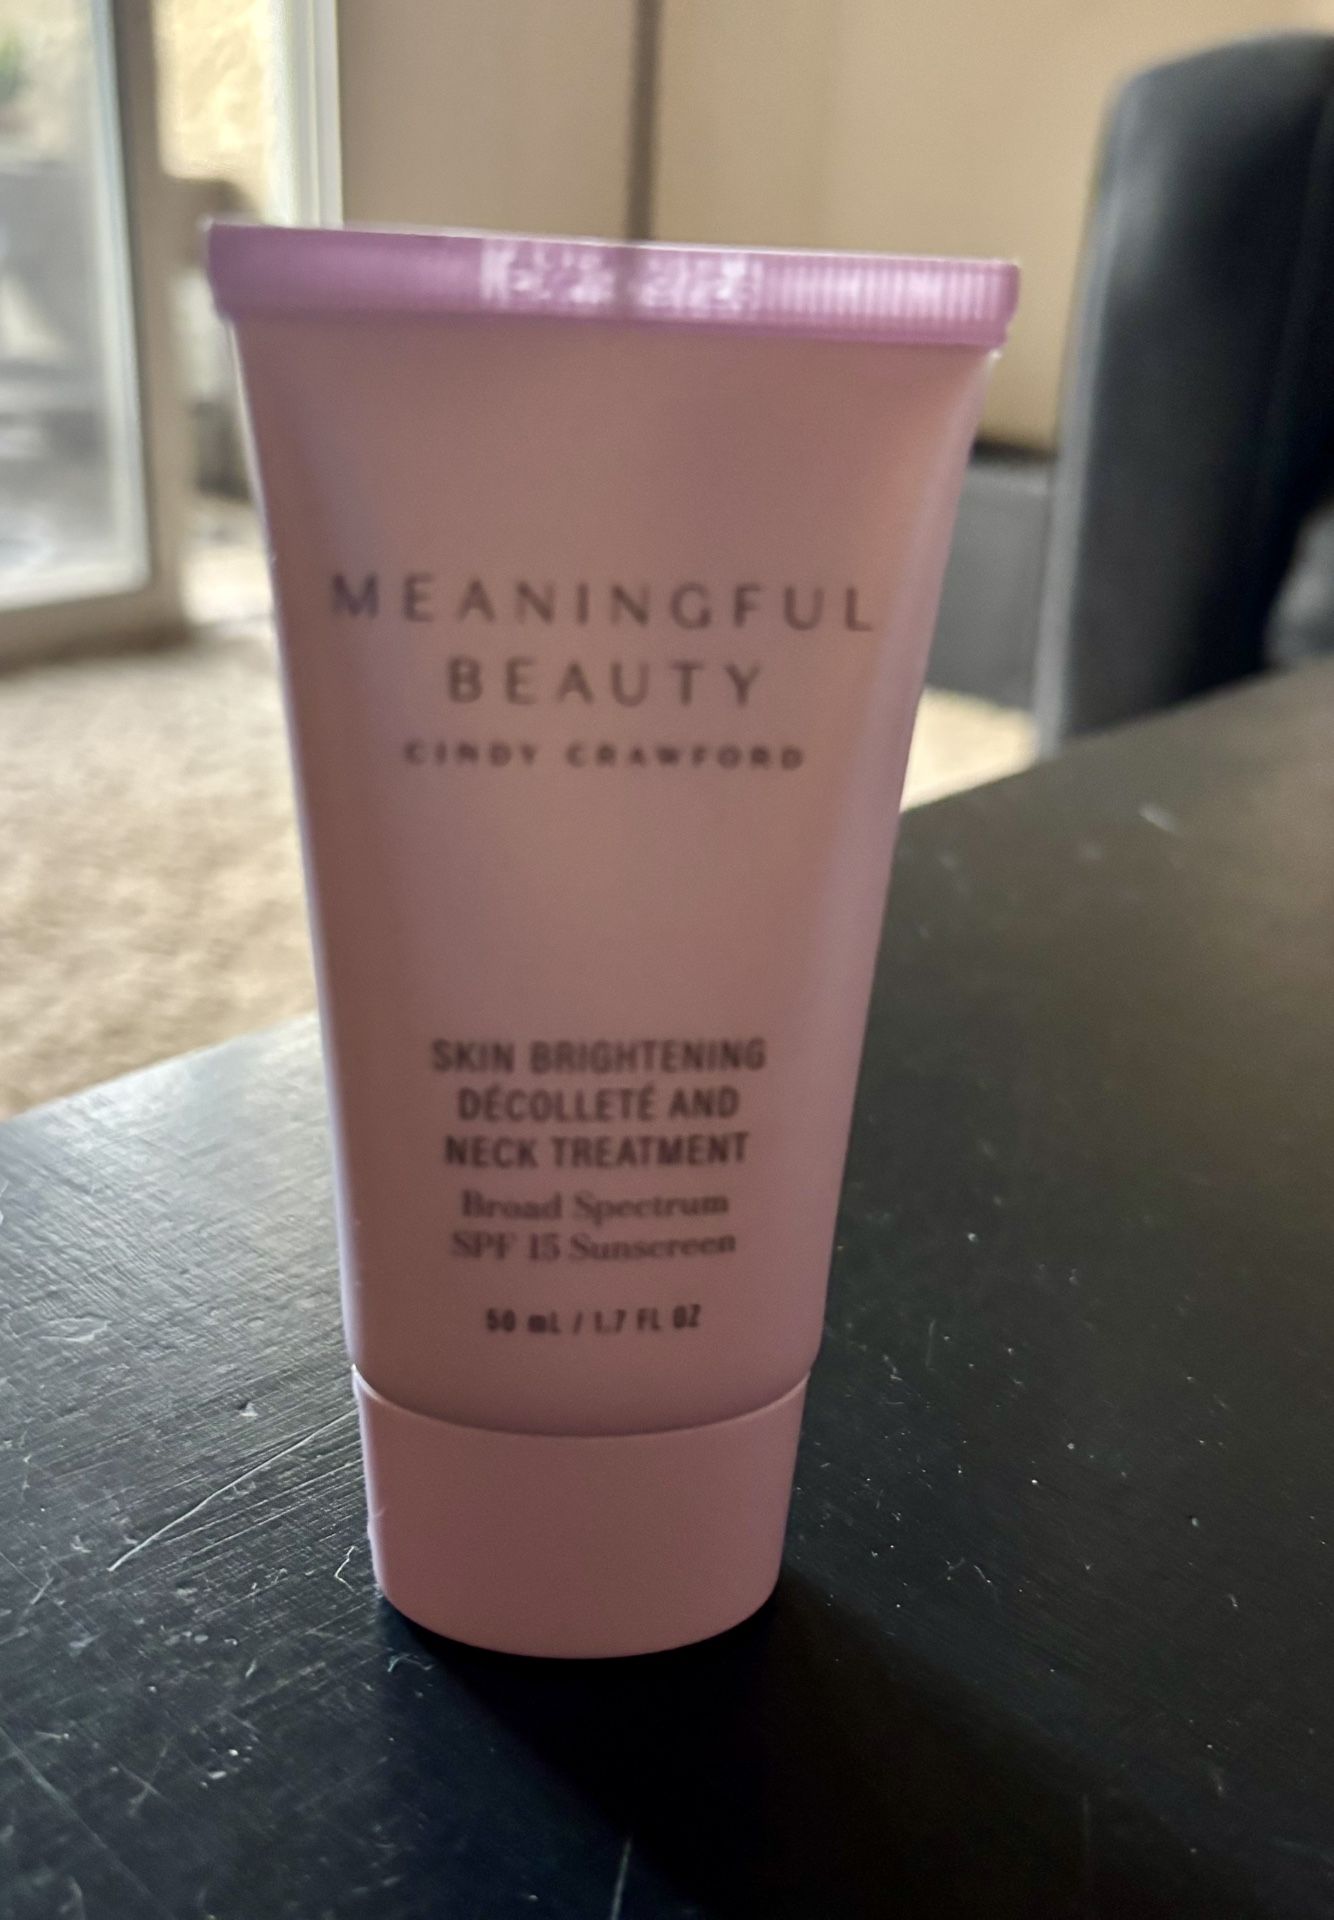 MEANINGFUL
BEAUTY
CINDY CRAWFORD
SKIN BRIGHTENING
DÉCOLLETÉ AND
NECK TREATMENT
Broad Spectrum
SPF 15 Sunscreen
50 mL / 1.7 FL OZ